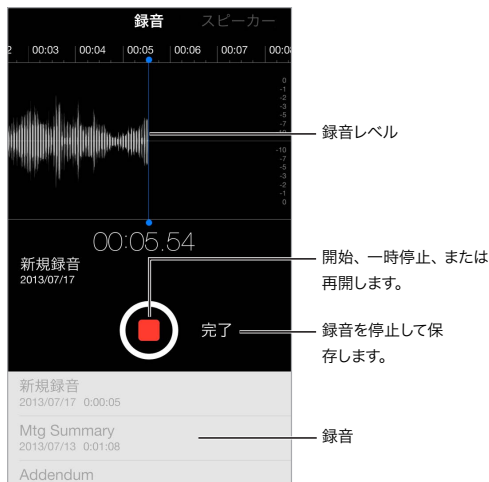 録音 スピーカー
2 00:03 00:04 00:05 00:06 00:07 00:0
0
-1
-2
-3
-5
-7
-10
-10
-7
-5
-3
-2
-1
0
録音レベル
00:05.54
新規録音
2013/07/17
開始、一時停止、または
再開します。
完了
録音を停止して保
存します。
新規録音
2013/07/17 0:00:05
Mtg Summary
2013/07/13 0:01:08
録音
Addendum